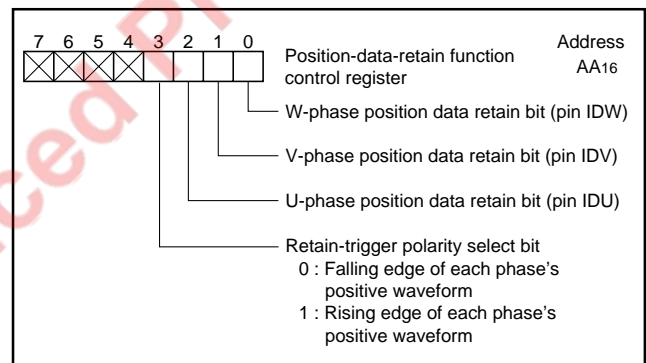 7 6 5 4 3 2 1 0
Position-data-retain function
control register
Address
AA16
W-phase position data retain bit (pin IDW)
V-phase position data retain bit (pin IDV)
U-phase position data retain bit (pin IDU)
Retain-trigger polarity select bit
0 : Falling edge of each phase's
positive waveform
1 : Rising edge of each phase's
positive waveform